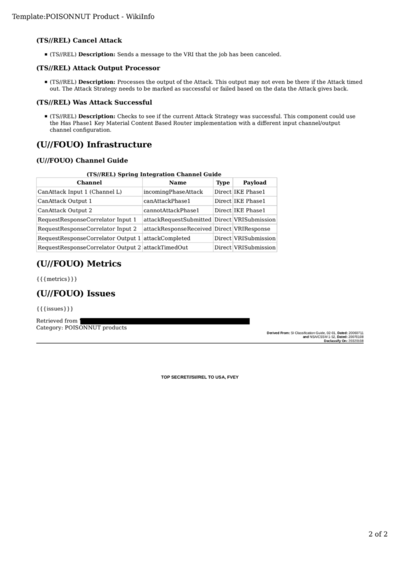 Template:POISONNUT Product - WikiInfo
(TS//REL) Cancel Attack
(TS//REL) Description: Sends a message to the VRI that the job has been canceled.
(TS//REL) Attack Output Processor
(TS//REL) Description: Processes the output of the Attack. This output may not even be there if the Attack timed
out. The Attack Strategy needs to be marked as successful or failed based on the data the Attack gives back.
(TS//REL) Was Attack Successful
(TS//REL) Description: Checks to see if the current Attack Strategy was successful. This component could use
the Has Phase1 Key Material Content Based Router implementation with a different input channel/output
channel configuration.
(U//FOUO) Infrastructure
(U//FOUO) Channel Guide
(TS//REL) Spring Integration Channel Guide
Channel Name Type Payload
CanAttack Input 1 (Channel L) incomingPhaseAttack Direct IKE Phase1
CanAttack Output 1 canAttackPhase1 Direct IKE Phase1
CanAttack Output 2 cannotAttackPhase1 Direct IKE Phase1
RequestResponseCorrelator Input 1 attackRequestSubmitted Direct VRISubmission
RequestResponseCorrelator Input 2 attackResponseReceived Direct VRIResponse
RequestResponseCorrelator Output 1 attackCompleted Direct VRISubmission
RequestResponseCorrelator Output 2 attackTimedOut Direct VRISubmission
(U//FOUO) Metrics
{{{metrics}}}
(U//FOUO) Issues
{{{issues}}}
Retrieved from
Category: POISONNUT products
Derived From: Classification Guide Dated:
and NSA/CSSM 1-52, Dated:
Declassify On:
TOP SECRET//SI//REL TO USA, FVEY
2 of 2